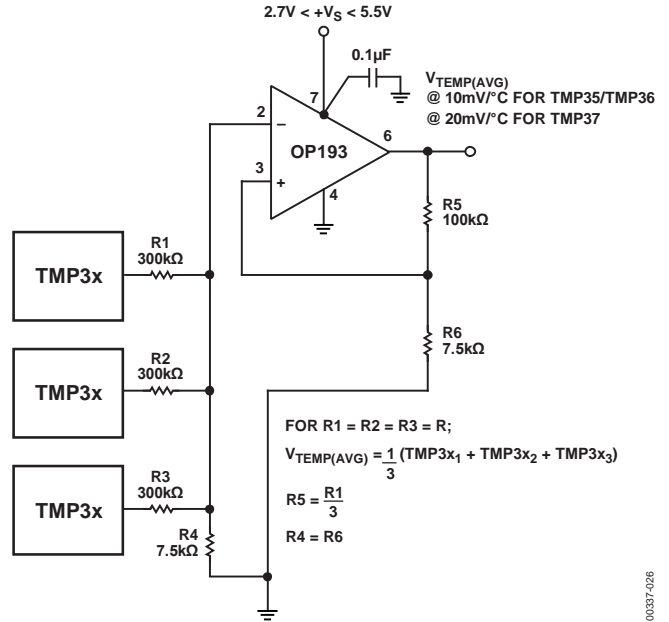 2.7V < +VS < 5.5V
0.1µF
VTEMP(AVG)
@ 10mV/°C FOR TMP35/TMP36
@ 20mV/°C FOR TMP37
7
2
−
6
OP193
3
+
4
R5
100kΩ
R1
300kΩ
TMP3x
R6
7.5kΩ
R2
300kΩ
TMP3x
FOR R1 = R2 = R3 = R;
VTEMP(AVG) = 1/3 (TMP3x1 + TMP3x2 + TMP3x3)
R5 = R1/3
R4 = R6
R3
300kΩ
TMP3x
R4
7.5kΩ
00337-026